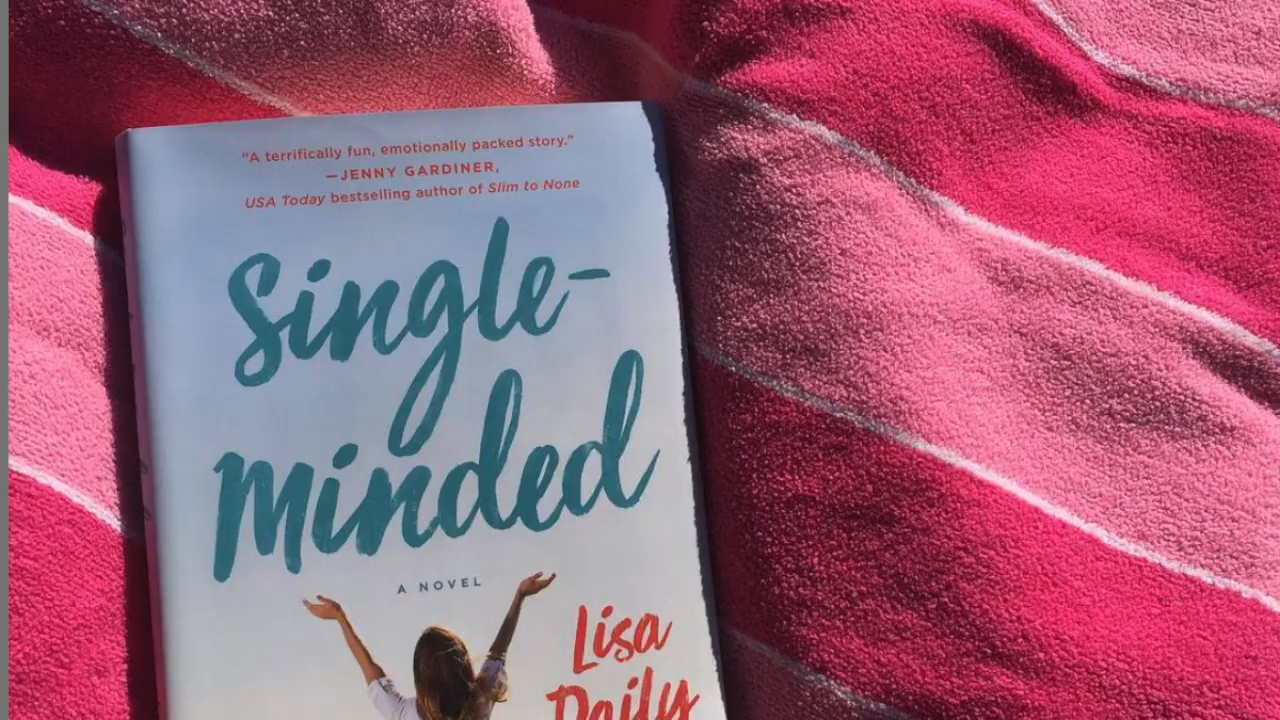 "A terrifically fun, emotionally packed story."
—JENNY GARDINER,
USA Today bestselling author of Slim to None
Single-
Minded
A NOVEL
Lisa
Daily